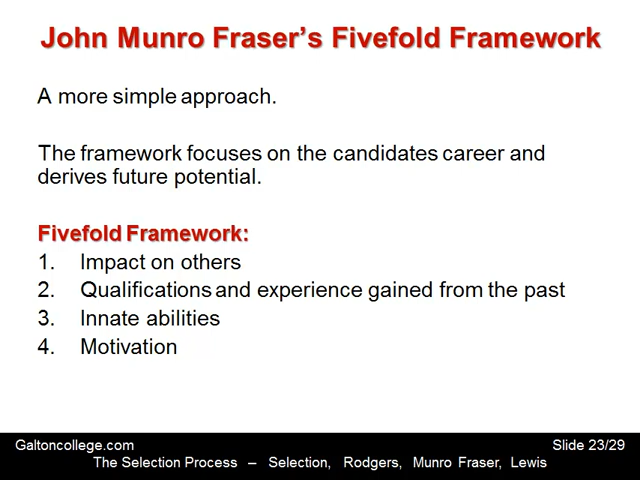 John Munro Fraser's Fivefold Framework
A more simple approach.
The framework focuses on the candidates career and
derives future potential.
Fivefold Framework:
1. Impact on others
2. Qualifications and experience gained from the past
3. Innate abilities
4. Motivation
Galtoncollege.com Slide 23/29
The Selection Process – Selection, Rodgers, Munro Fraser, Lewis